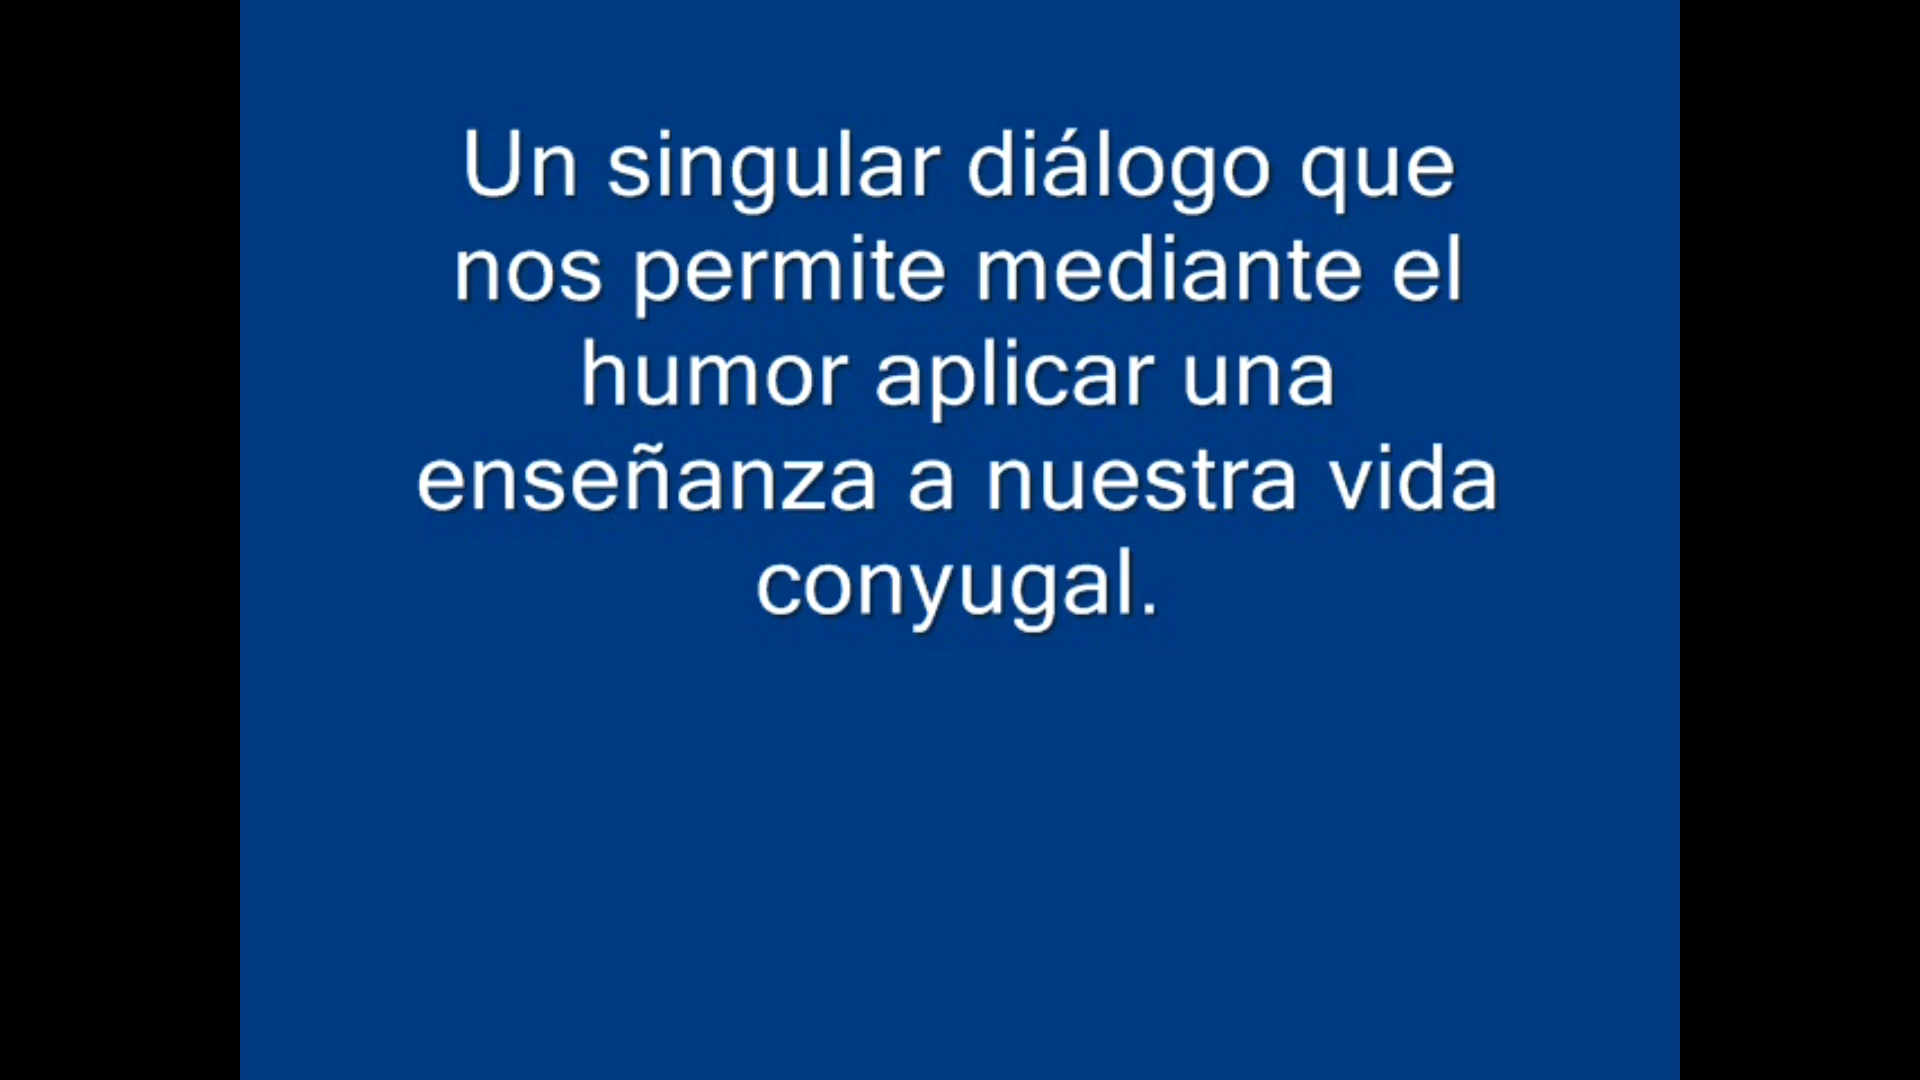 Un singular diálogo que
nos permite mediante el
humor aplicar una
enseñanza a nuestra vida
conyugal.